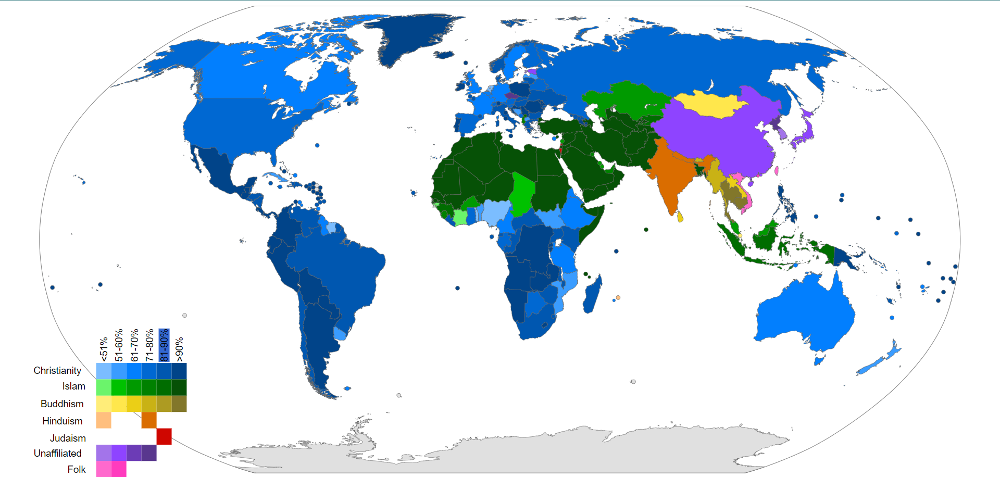 <51%
51-60%
61-70%
71-80%
81-90%
>90%
Christianity
Islam
Buddhism
Hinduism
Judaism
Unaffiliated
Folk